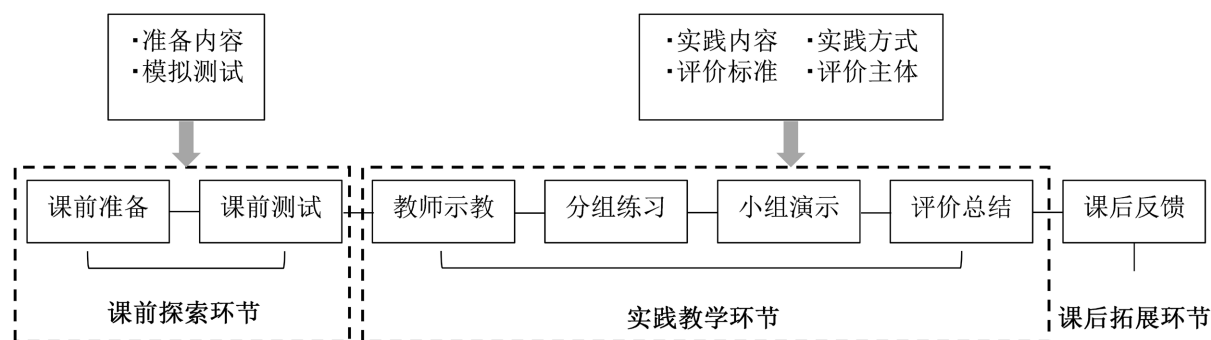 ·准备内容
·模拟测试
·实践内容 ·实践方式
·评价标准 ·评价主体
课前准备 课前测试 教师示教 分组练习 小组演示 评价总结 课后反馈
课前探索环节 实践教学环节 课后拓展环节